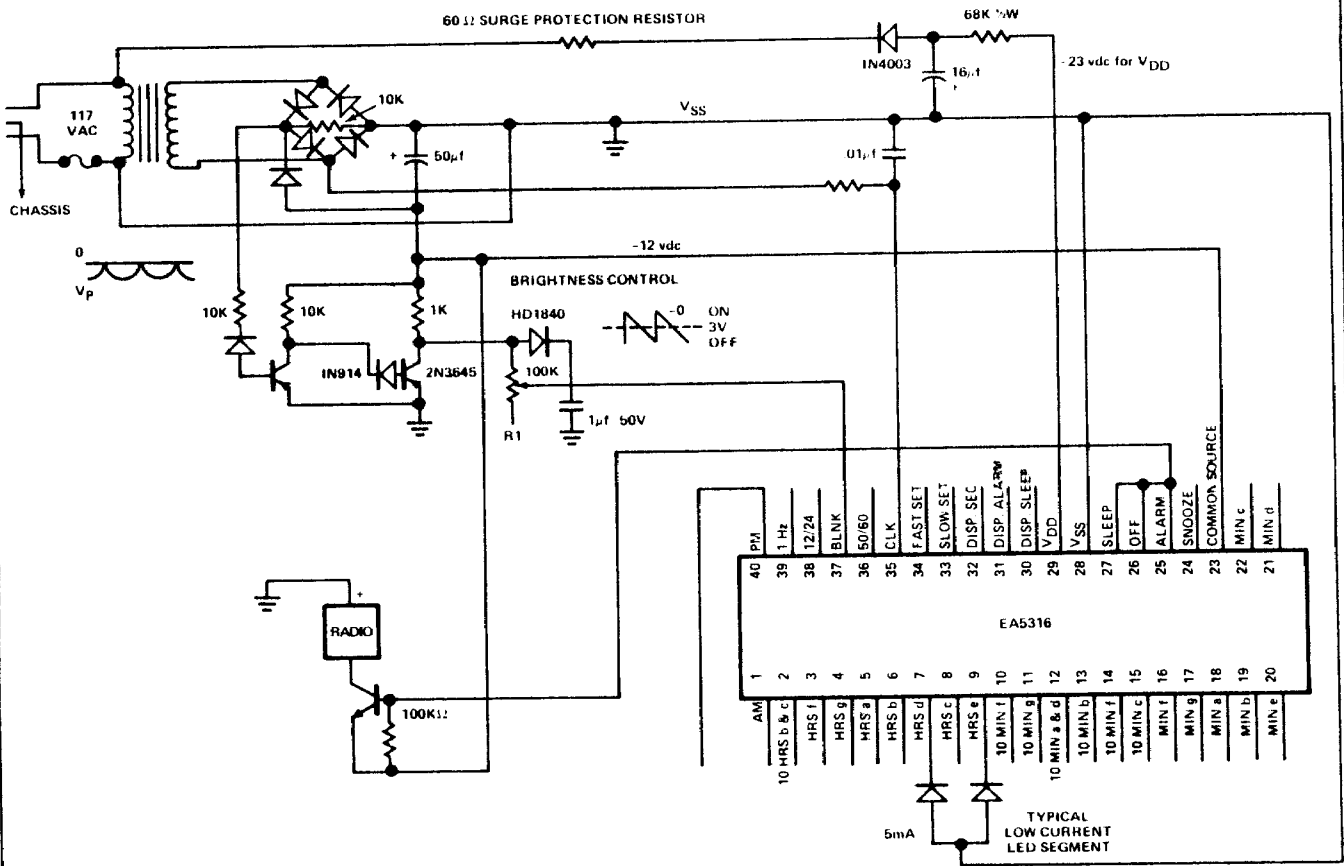 60 Ω SURGE PROTECTION RESISTOR
68K ½W
IN4003
16µf
+
-23 vdc for VDD
117
VAC
10K
VSS
+
50µf
.01µf
CHASSIS
0
VP
-12 vdc
BRIGHTNESS CONTROL
10K
10K
1K
HD1840
-0
ON
3V
OFF
IN914
2N3645
100K
R1
1µf 50V
40 PM
39 1 Hz
38 12/24
37 BLNK
36 50/60
35 CLK
34 FAST SET
33 SLOW SET
32 DISP. SEC
31 DISP. ALARM
30 DISP. SLEEP
29 VDD
28 VSS
27 SLEEP
26 OFF
25 ALARM
24 SNOOZE
23 COMMON SOURCE
22 MIN c
21 MIN d
EA5316
+
RADIO
100KΩ
1 AM
2 10 HRS b & c
3 HRS f
4 HRS g
5 HRS a
6 HRS b
7 HRS d
8 HRS c
9 HRS e
10 10 MIN f
11 10 MIN g
12 10 MIN a & d
13 10 MIN b
14 10 MIN f
15 10 MIN c
16 MIN f
17 MIN g
18 MIN a
19 MIN b
20 MIN e
5mA
TYPICAL
LOW CURRENT
LED SEGMENT